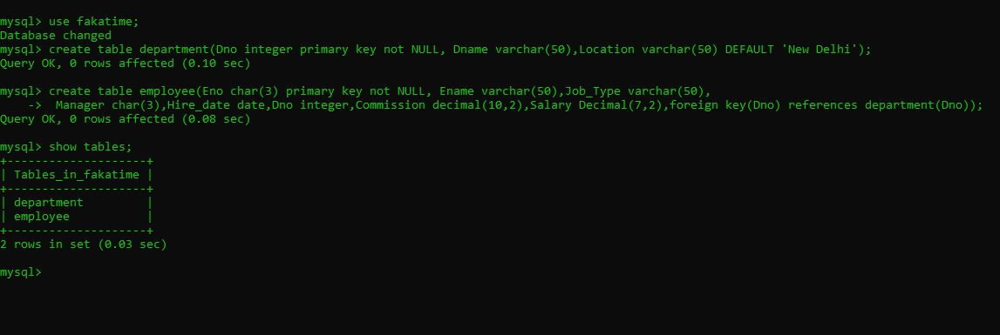 mysql> use fakatime;
Database changed
mysql> create table department(Dno integer primary key not NULL, Dname varchar(50),Location varchar(50) DEFAULT 'New Delhi');
Query OK, 0 rows affected (0.10 sec)
mysql> create table employee(Eno char(3) primary key not NULL, Ename varchar(50),Job_Type varchar(50),
    ->  Manager char(3),Hire_date date,Dno integer,Commission decimal(10,2),Salary Decimal(7,2),foreign key(Dno) references department(Dno));
Query OK, 0 rows affected (0.08 sec)
mysql> show tables;
+--------------------+
| Tables_in_fakatime |
+--------------------+
| department         |
| employee           |
+--------------------+
2 rows in set (0.03 sec)
mysql>